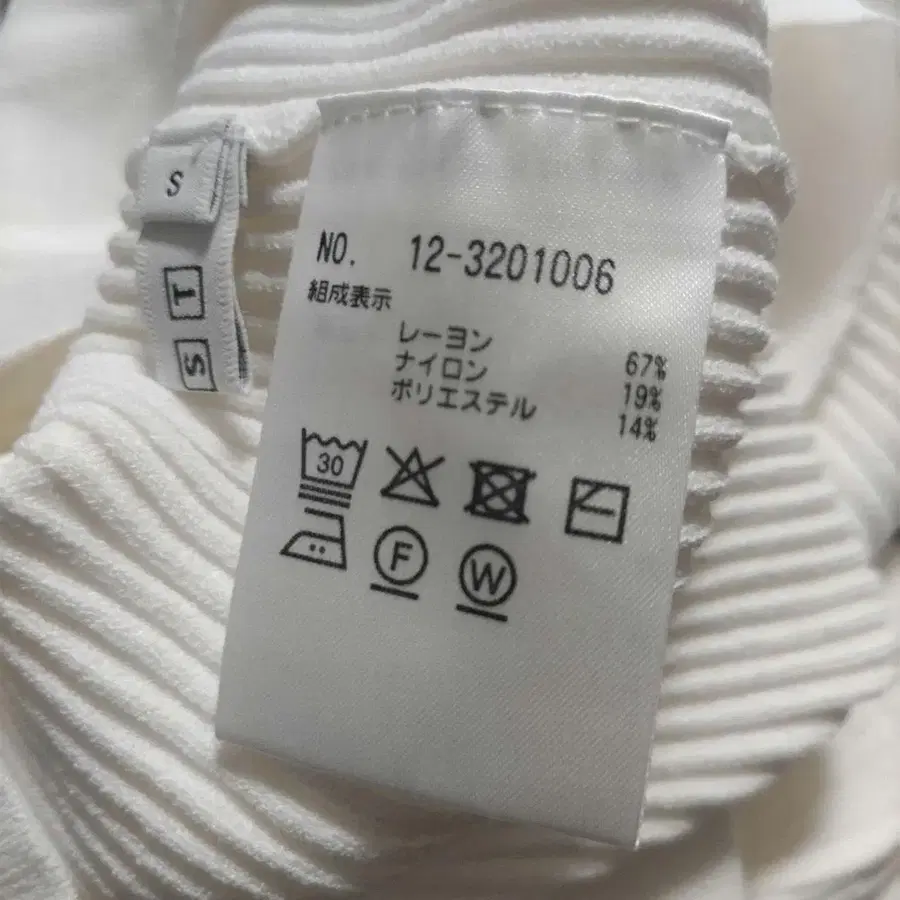 S
T
S
NO. 12-3201006
組成表示
レーヨン 67%
ナイロン 19%
ポリエステル 14%
30
F
W